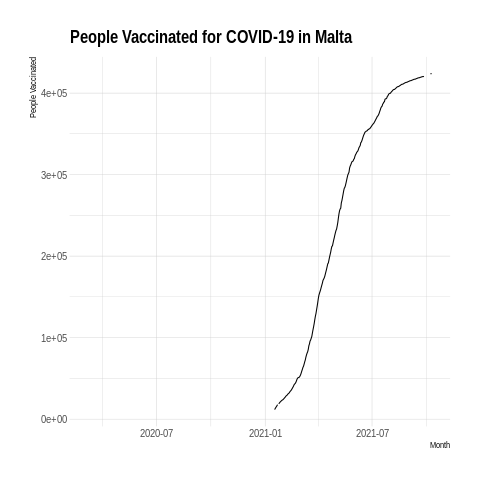 People Vaccinated for COVID-19 in Malta
People Vaccinated
4e+05
3e+05
2e+05
1e+05
0e+00
2020-07 2021-01 2021-07
Month